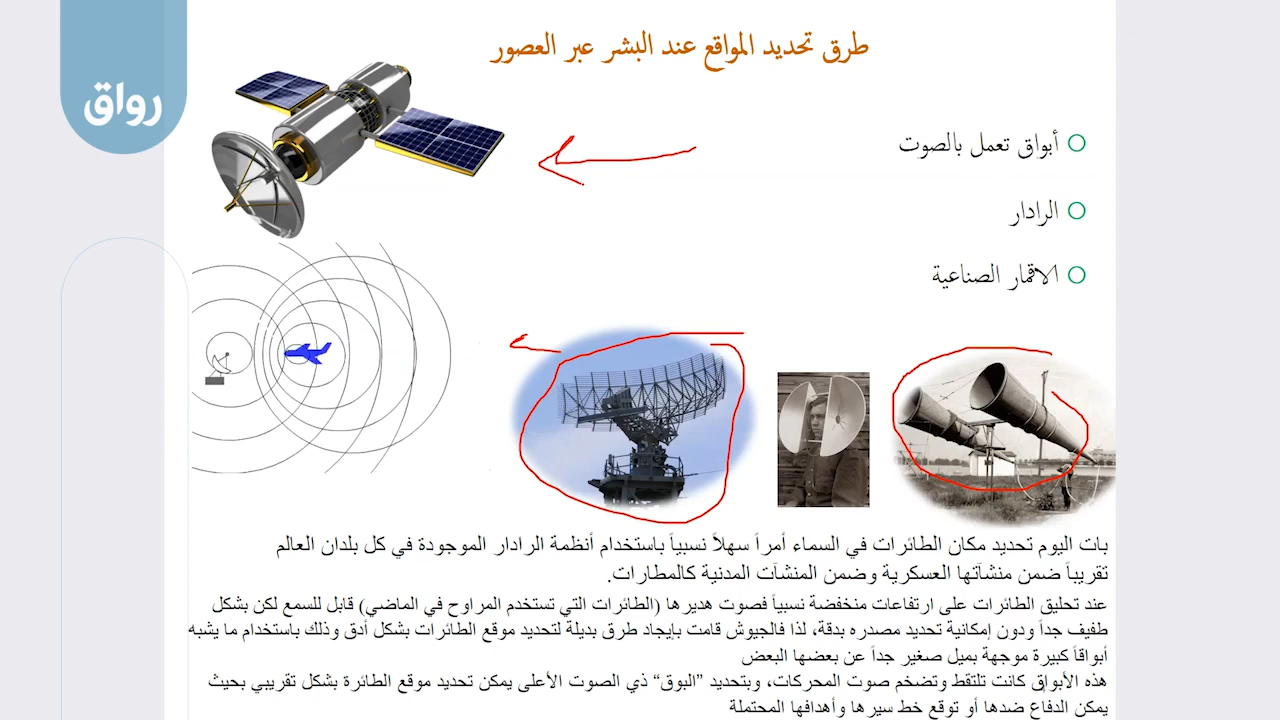 رواق
طرق تحديد المواقع عند البشر عبر العصور
أبواق تعمل بالصوت
الرادار
الاقمار الصناعية
بات اليوم تحديد مكان الطائرات في السماء أمراً سهلاً نسبياً باستخدام أنظمة الرادار الموجودة في كل بلدان العالم
تقريباً ضمن منشآتها العسكرية وضمن المنشآت المدنية كالمطارات.
عند تحليق الطائرات على ارتفاعات منخفضة نسبياً فصوت هديرها (الطائرات التي تستخدم المراوح في الماضي) قابل للسمع لكن بشكل
طفيف جداً ودون إمكانية تحديد مصدره بدقة، لذا فالجيوش قامت بإيجاد طرق بديلة لتحديد موقع الطائرات بشكل أدق وذلك باستخدام ما يشبه
أبواقاً كبيرة موجهة بميل صغير جداً عن بعضها البعض
هذه الأبواق كانت تلتقط وتضخم صوت المحركات، وبتحديد "البوق" ذي الصوت الأعلى يمكن تحديد موقع الطائرة بشكل تقريبي بحيث
يمكن الدفاع ضدها أو توقع خط سيرها وأهدافها المحتملة